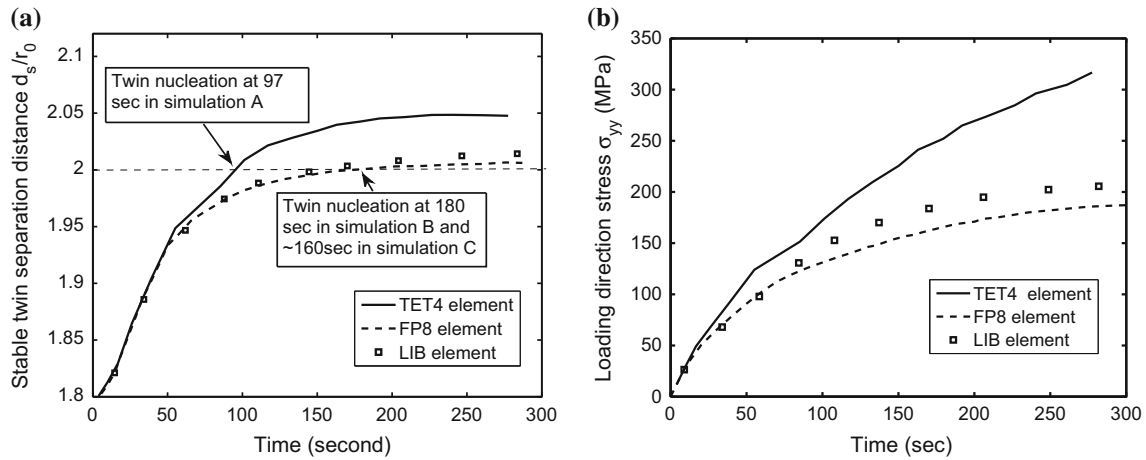 (a)
Stable twin separation distance d_s/r_0
2.1
2.05
2
1.95
1.9
1.85
1.8
Twin nucleation at 97
sec in simulation A
Twin nucleation at 180
sec in simulation B and
~160sec in simulation C
TET4 element
FP8 element
LIB element
0 50 100 150 200 250 300
Time (second)
(b)
Loading direction stress σ_yy (MPa)
350
300
250
200
150
100
50
0
TET4 element
FP8 element
LIB element
0 50 100 150 200 250 300
Time (sec)